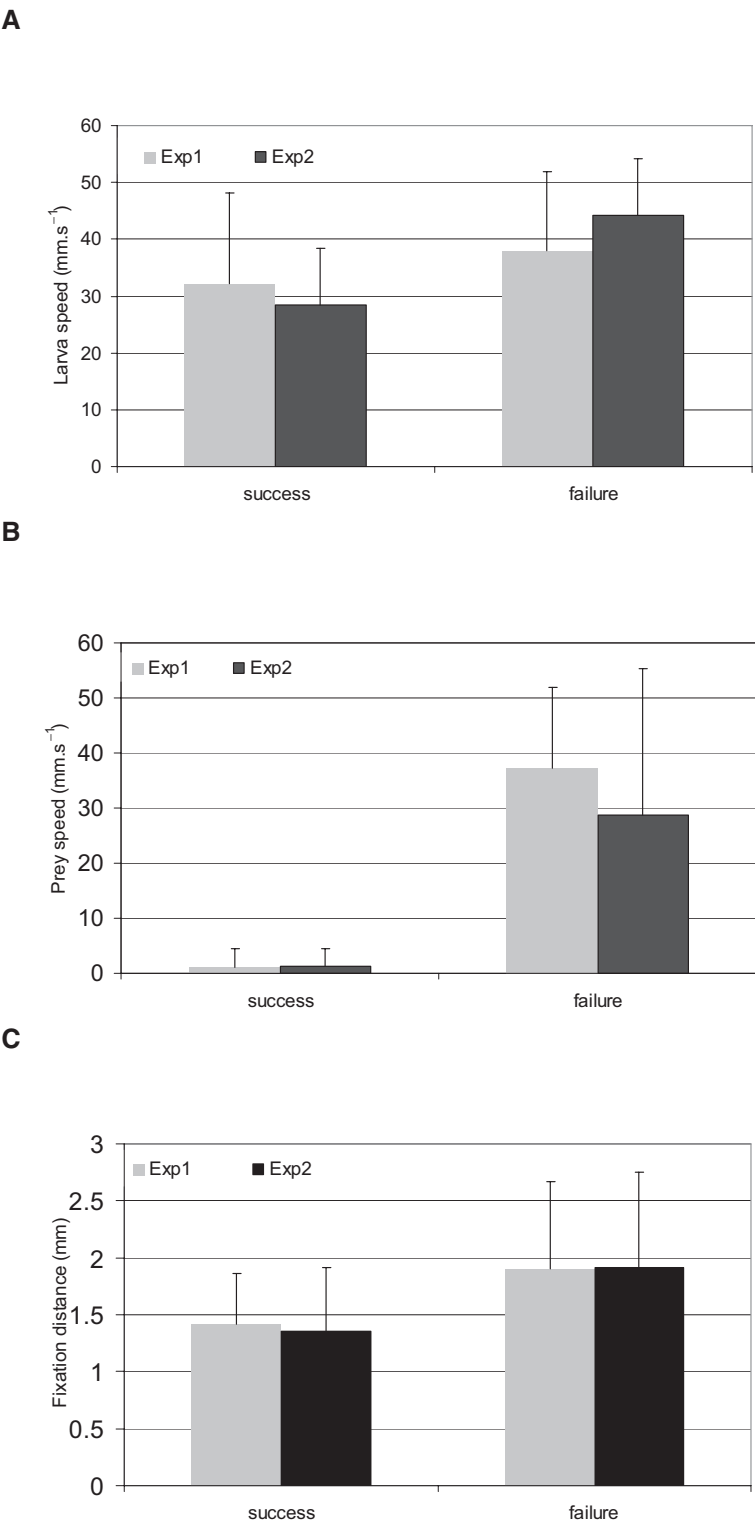 A
Larva speed (mm.s⁻¹)
60
50
40
30
20
10
0
Exp1 Exp2
success failure
B
Prey speed (mm.s⁻¹)
60
50
40
30
20
10
0
Exp1 Exp2
success failure
C
Fixation distance (mm)
3
2.5
2
1.5
1
0.5
0
Exp1 Exp2
success failure